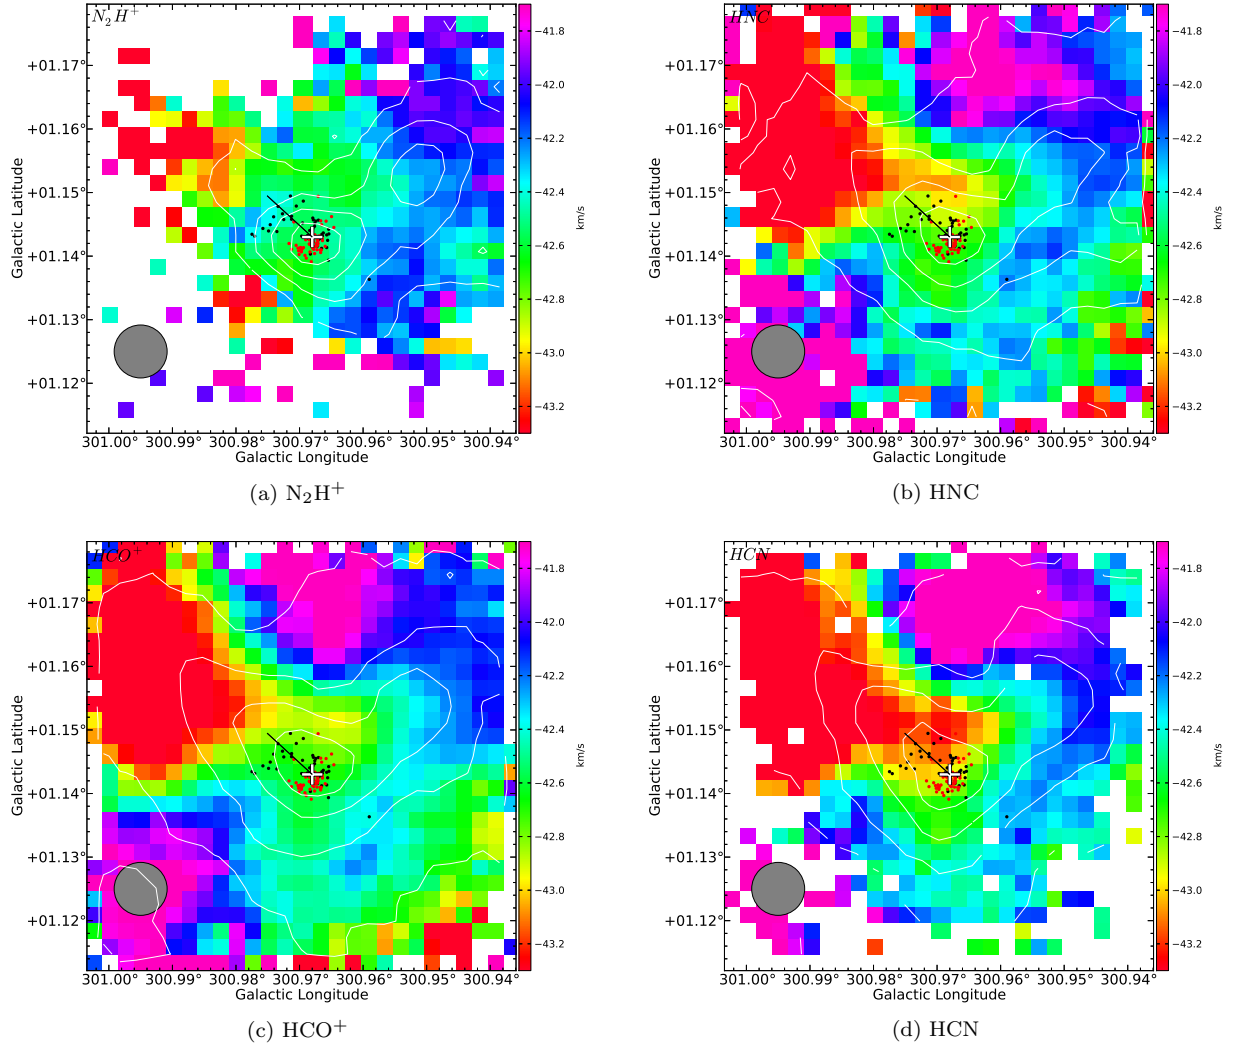 N₂H⁺
HNC
+01.17°
+01.16°
+01.15°
+01.14°
+01.13°
+01.12°
Galactic Latitude
301.00° 300.99° 300.98° 300.97° 300.96° 300.95° 300.94°
Galactic Longitude
−41.8
−42.0
−42.2
−42.4
−42.6
−42.8
−43.0
−43.2
km/s
(a) N₂H⁺
+01.17°
+01.16°
+01.15°
+01.14°
+01.13°
+01.12°
Galactic Latitude
301.00° 300.99° 300.98° 300.97° 300.96° 300.95° 300.94°
Galactic Longitude
−41.8
−42.0
−42.2
−42.4
−42.6
−42.8
−43.0
−43.2
km/s
(b) HNC
HCO⁺
HCN
+01.17°
+01.16°
+01.15°
+01.14°
+01.13°
+01.12°
Galactic Latitude
301.00° 300.99° 300.98° 300.97° 300.96° 300.95° 300.94°
Galactic Longitude
−41.8
−42.0
−42.2
−42.4
−42.6
−42.8
−43.0
−43.2
km/s
(c) HCO⁺
+01.17°
+01.16°
+01.15°
+01.14°
+01.13°
+01.12°
Galactic Latitude
301.00° 300.99° 300.98° 300.97° 300.96° 300.95° 300.94°
Galactic Longitude
−41.8
−42.0
−42.2
−42.4
−42.6
−42.8
−43.0
−43.2
km/s
(d) HCN